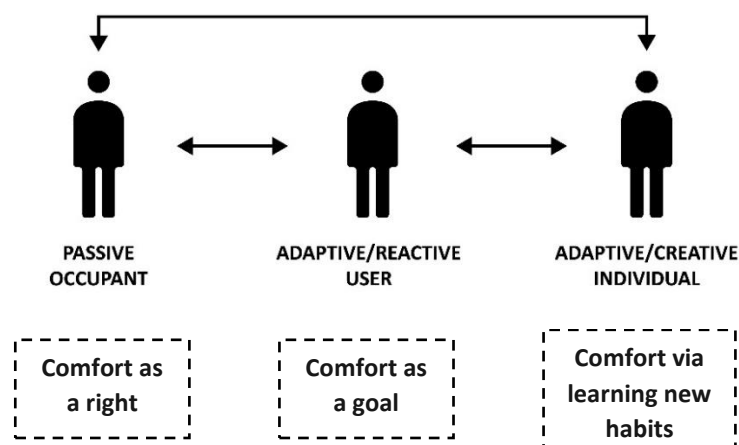 PASSIVE
OCCUPANT
ADAPTIVE/REACTIVE
USER
ADAPTIVE/CREATIVE
INDIVIDUAL
Comfort as
a right
Comfort as
a goal
Comfort via
learning new
habits